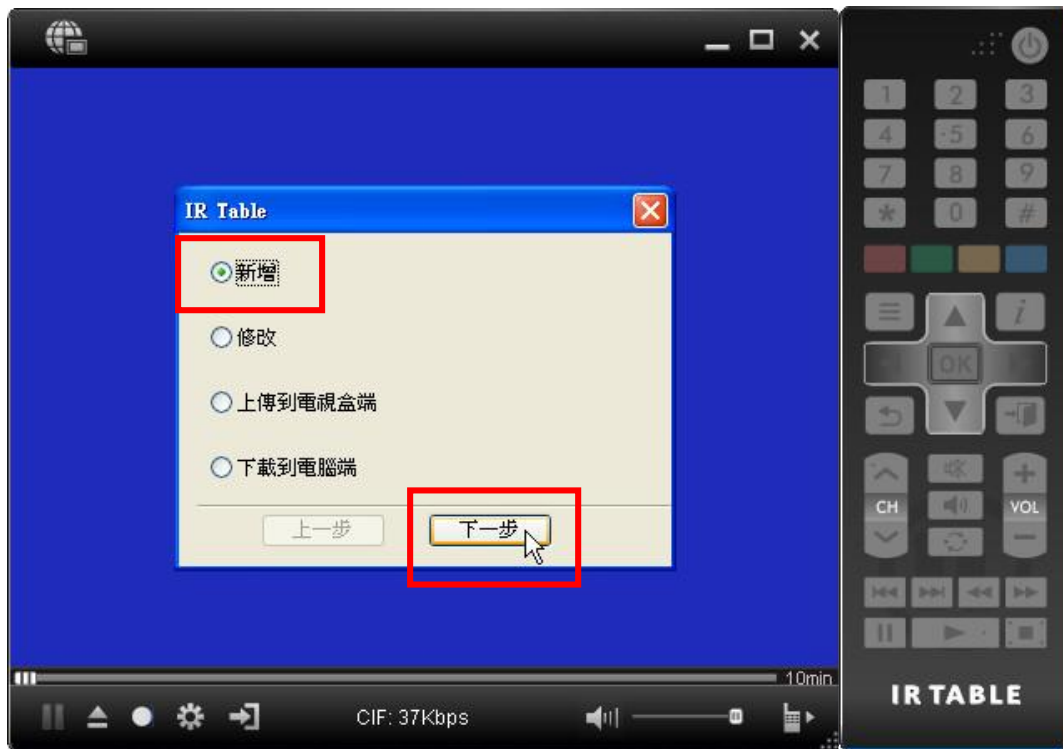 IR Table
新增
修改
上傳到電視盒端
下載到電腦端
上一步
下一步
10min
CIF: 37Kbps
1 2 3
4 5 6
7 8 9
* 0 #
i
OK
CH
VOL
IR TABLE